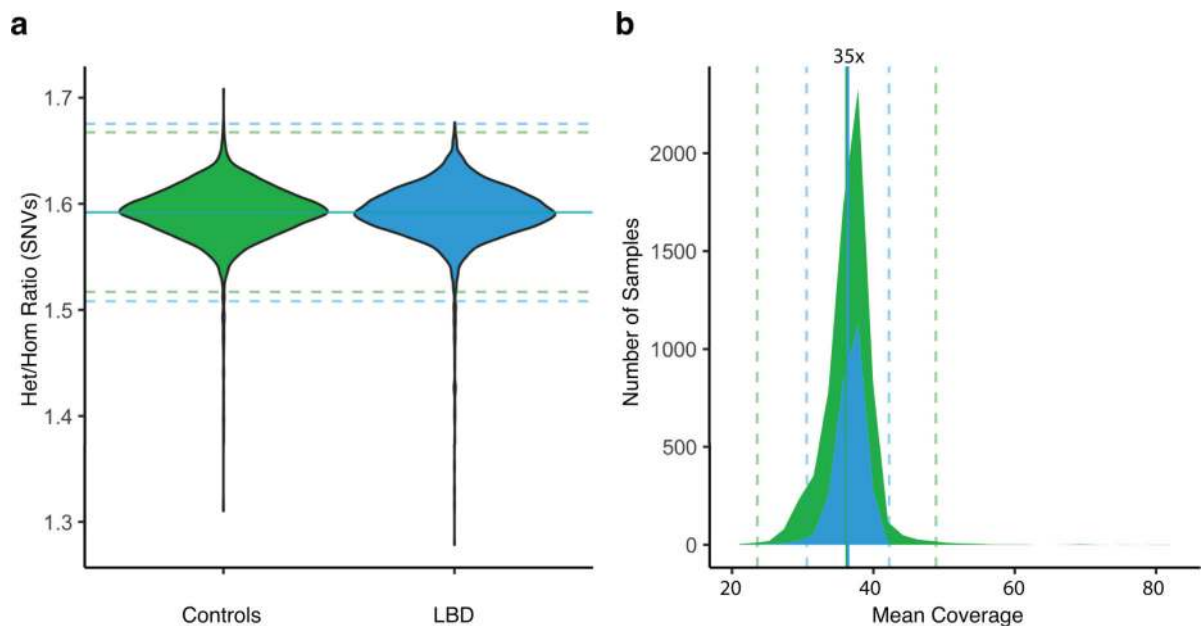 a
Het/Hom Ratio (SNVs)
1.7
1.6
1.5
1.4
1.3
Controls
LBD
b
35x
Number of Samples
2000
1500
1000
500
0
20
40
60
80
Mean Coverage